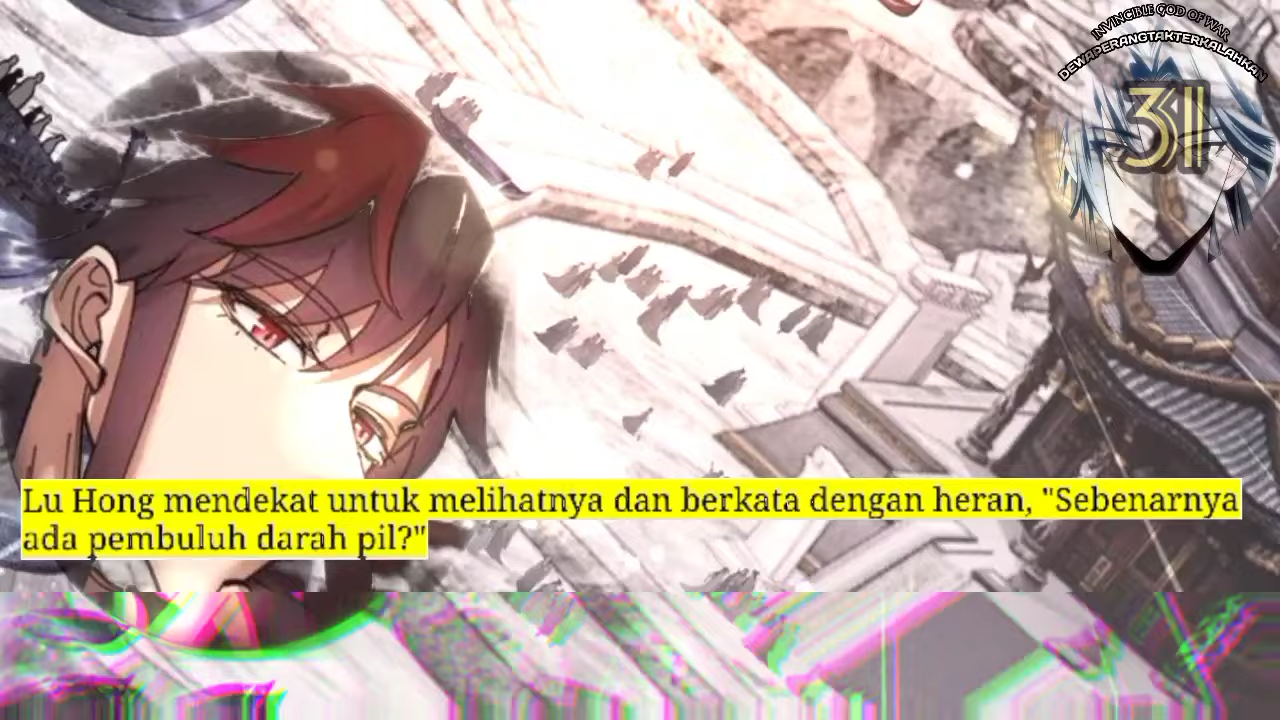 INVINCIBLE GOD OF WAR
DEWAPERANGTAKTERKALAHKAN
31
Lu Hong mendekat untuk melihatnya dan berkata dengan heran, "Sebenarnya
ada pembuluh darah pil?"